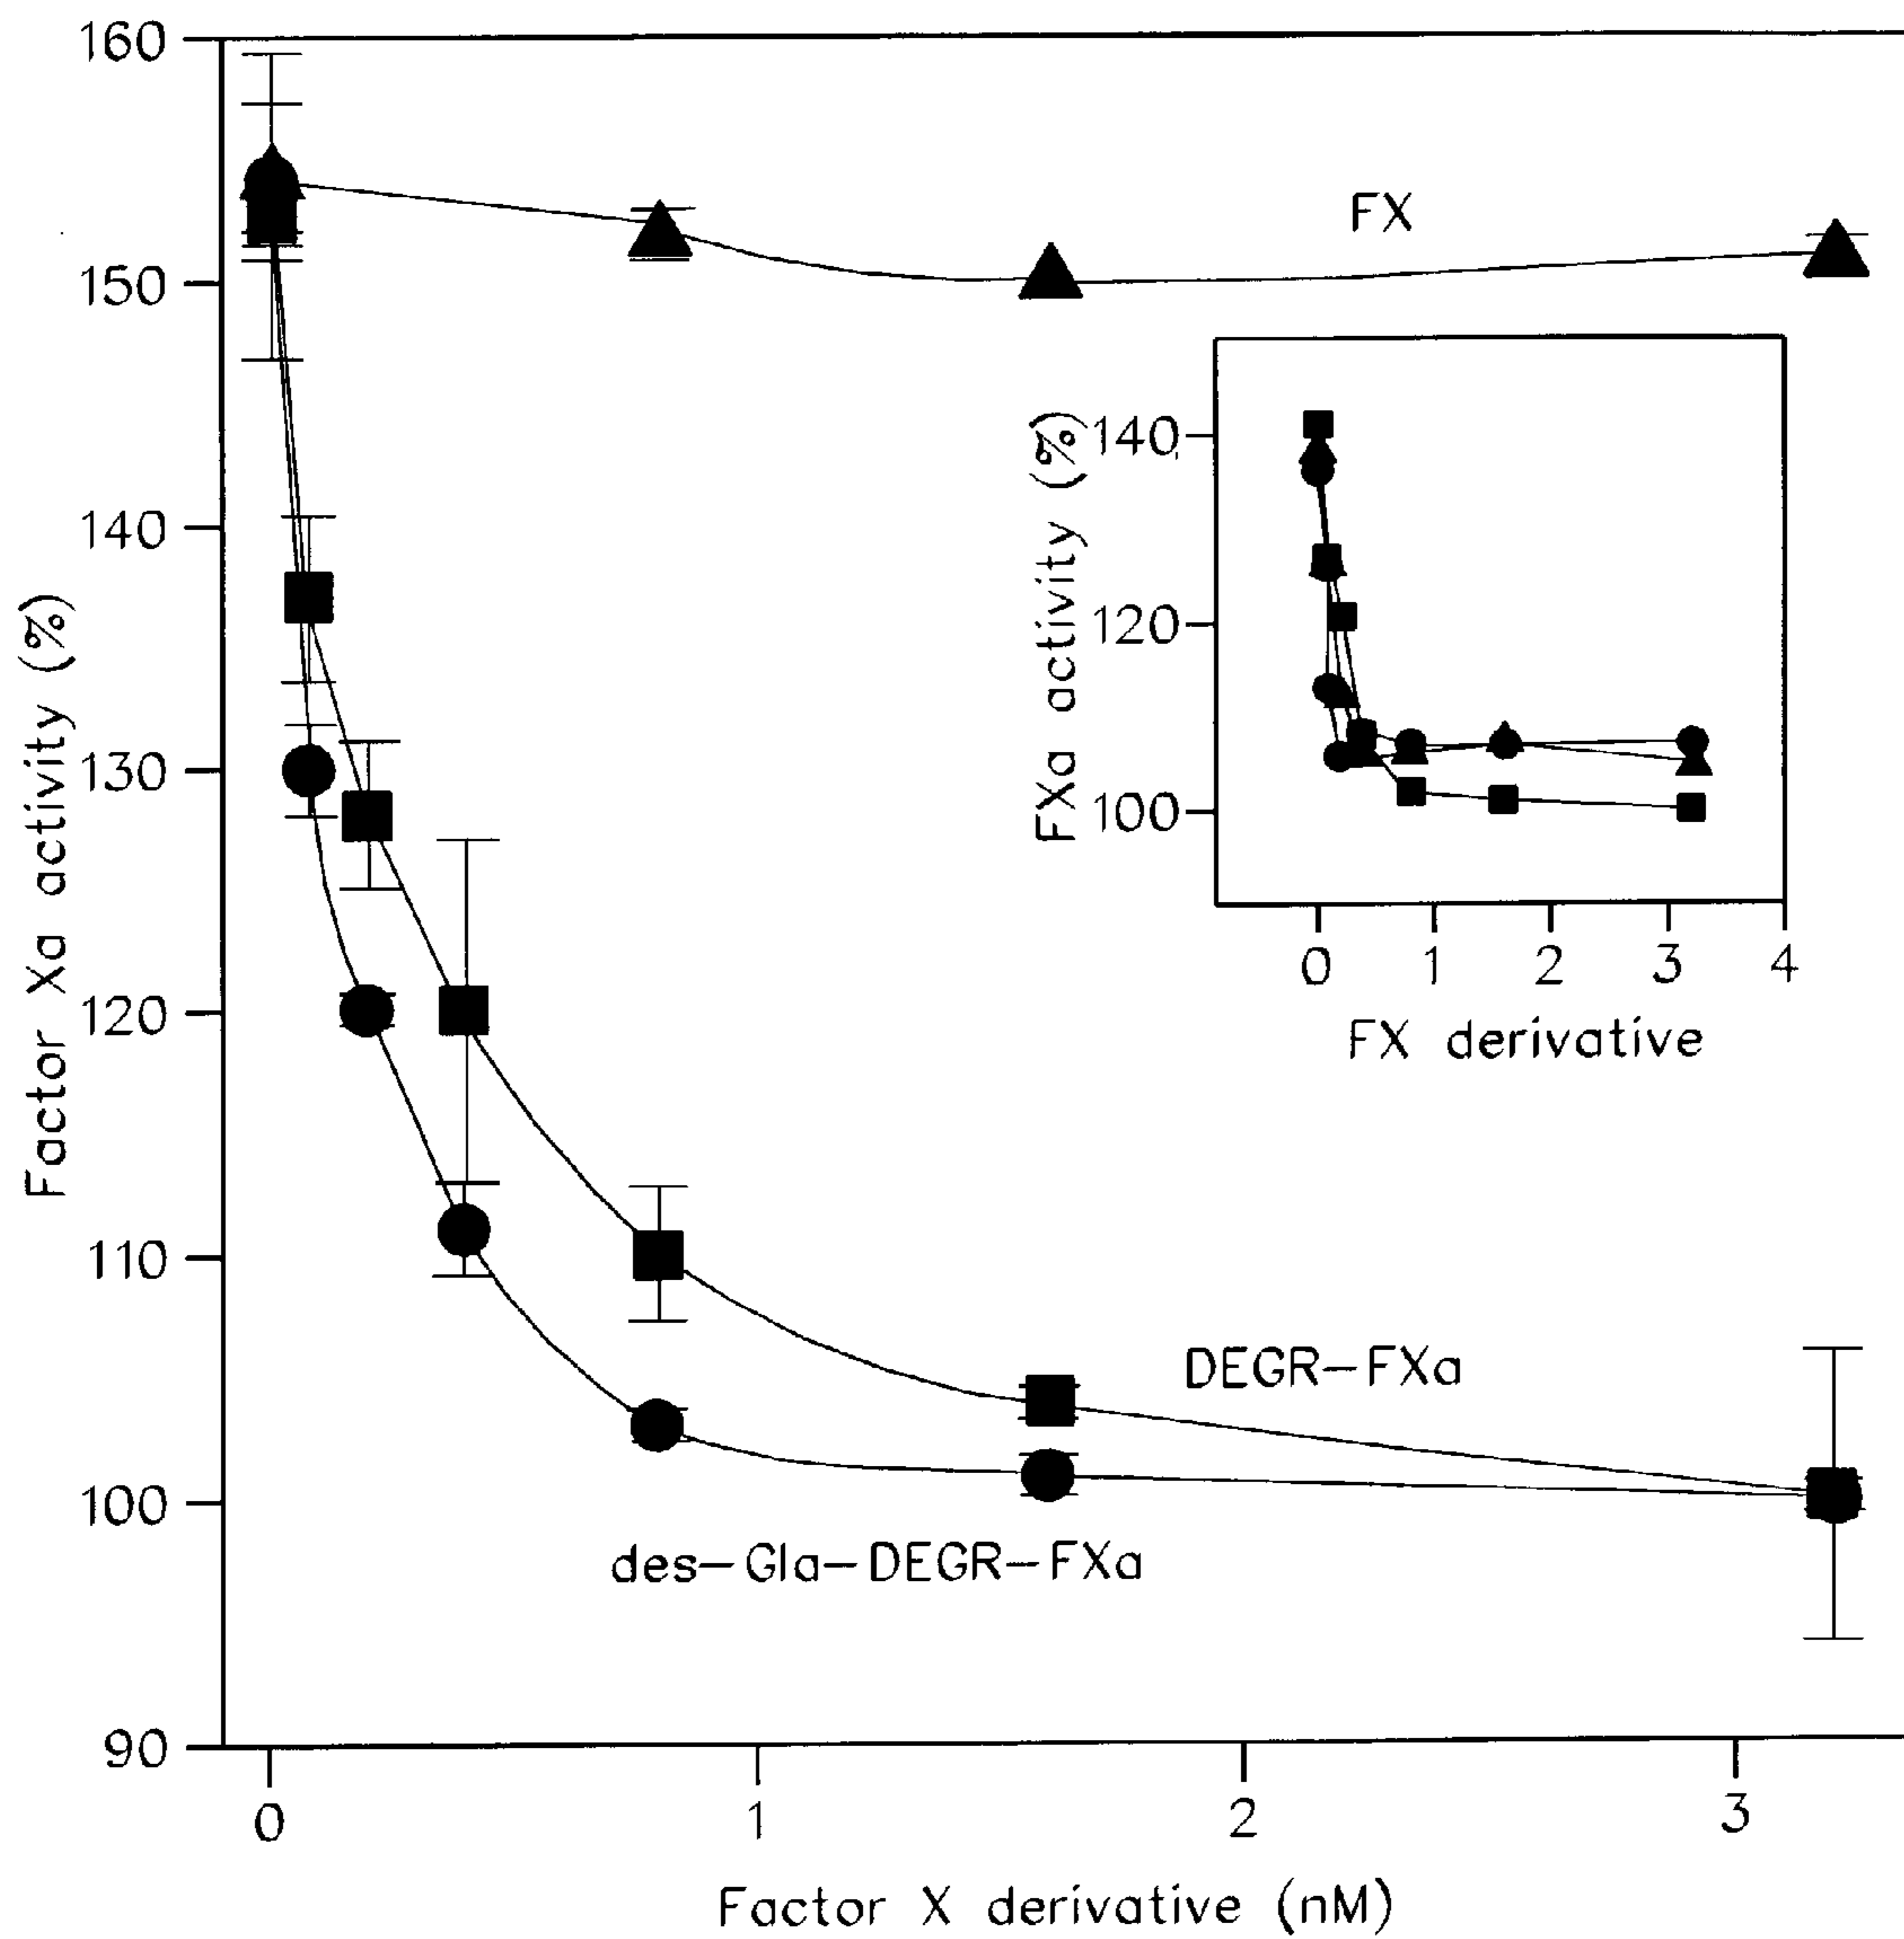 160
150
140
130
120
110
100
90
Factor Xa activity (%)
FX
FXa activity (%)
140
120
100
0 1 2 3 4
FX derivative
DEGR-FXa
des-Gla-DEGR-FXa
0 1 2 3
Factor X derivative (nM)